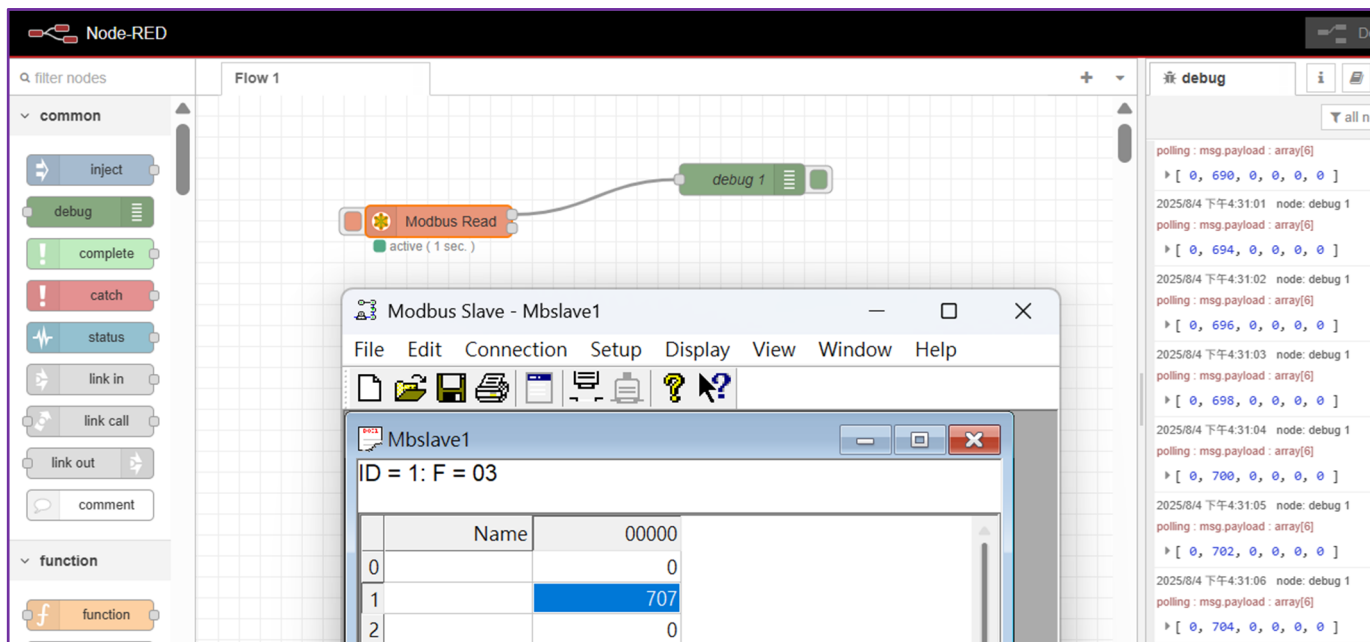 Node-RED
filter nodes
Flow 1
debug
common
all n
inject
debug
complete
catch
status
link in
link call
link out
comment
function
function
debug 1
Modbus Read
active ( 1 sec. )
Modbus Slave - Mbslave1
File Edit Connection Setup Display View Window Help
Mbslave1
ID = 1: F = 03
Name 00000
0 0
1 707
2 0
polling : msg.payload : array[6]
[ 0, 690, 0, 0, 0, 0 ]
2025/8/4 下午4:31:01 node: debug 1
polling : msg.payload : array[6]
[ 0, 694, 0, 0, 0, 0 ]
2025/8/4 下午4:31:02 node: debug 1
polling : msg.payload : array[6]
[ 0, 696, 0, 0, 0, 0 ]
2025/8/4 下午4:31:03 node: debug 1
polling : msg.payload : array[6]
[ 0, 698, 0, 0, 0, 0 ]
2025/8/4 下午4:31:04 node: debug 1
polling : msg.payload : array[6]
[ 0, 700, 0, 0, 0, 0 ]
2025/8/4 下午4:31:05 node: debug 1
polling : msg.payload : array[6]
[ 0, 702, 0, 0, 0, 0 ]
2025/8/4 下午4:31:06 node: debug 1
polling : msg.payload : array[6]
[ 0, 704, 0, 0, 0, 0 ]